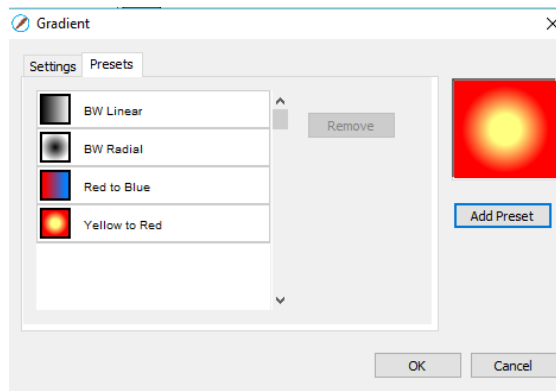 Gradient
Settings Presets
BW Linear
Remove
BW Radial
Red to Blue
Yellow to Red
Add Preset
OK Cancel